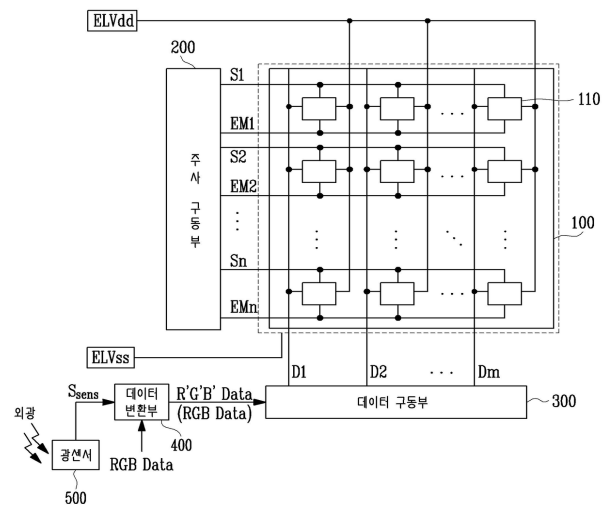 ELVdd
200
S1
110
EM1
S2
주사 구동부
EM2
100
Sn
EMn
ELVss
D1 D2 ... Dm
Ssens
데이터
변환부
R'G'B' Data
(RGB Data)
데이터 구동부
300
외광
400
광센서
RGB Data
500